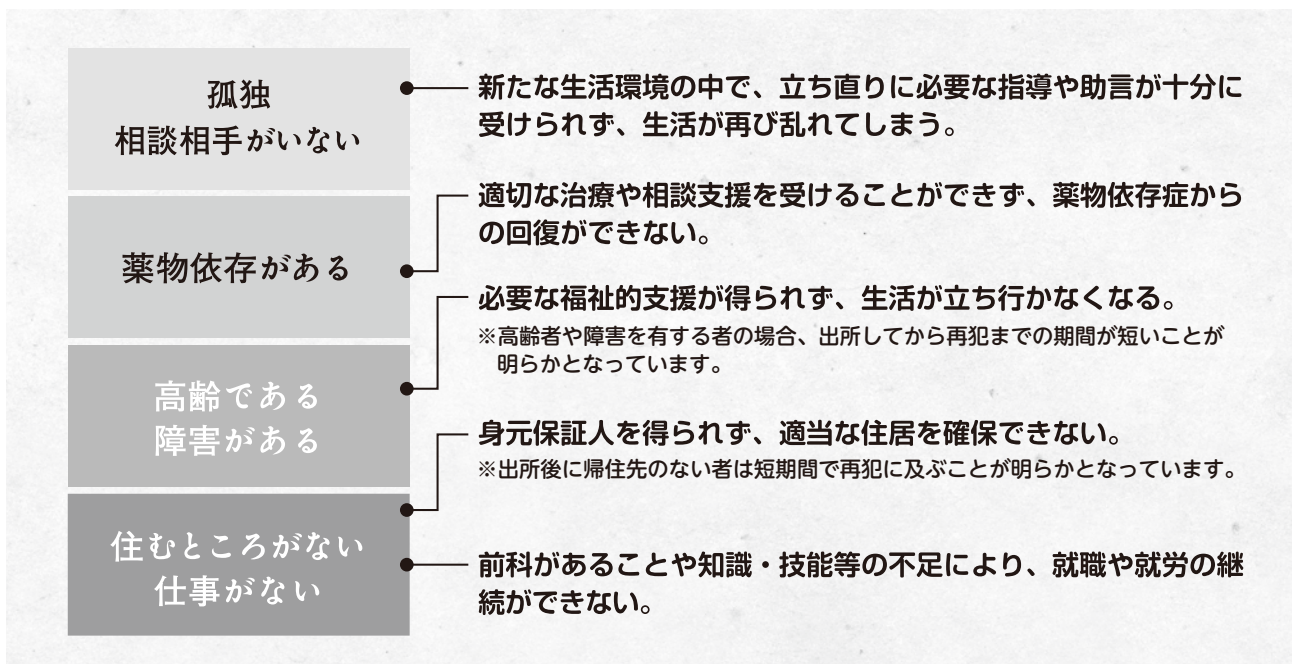 孤独
相談相手がいない
新たな生活環境の中で、立ち直りに必要な指導や助言が十分に
受けられず、生活が再び乱れてしまう。
薬物依存がある
適切な治療や相談支援を受けることができず、薬物依存症から
の回復ができない。
高齢である
障害がある
必要な福祉的支援が得られず、生活が立ち行かなくなる。
※高齢者や障害を有する者の場合、出所してから再犯までの期間が短いことが
明らかとなっています。
住むところがない
仕事がない
身元保証人を得られず、適当な住居を確保できない。
※出所後に帰住先のない者は短期間で再犯に及ぶことが明らかとなっています。
前科があることや知識・技能等の不足により、就職や就労の継
続ができない。